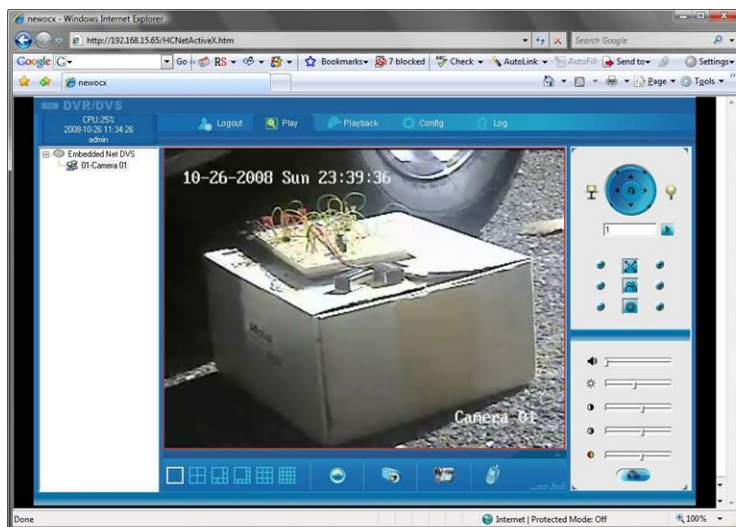 newocx - Windows Internet Explorer
http://192.168.15.65/HCNetActiveX.htm
Search Google
Google
G
Go
RS
Bookmarks
7 blocked
Check
AutoLink
AutoFill
Send to
Settings
newocx
Page
Tools
DVR/DVS
CPU:25%
2008-10-26 11:34:26
admin
Logout
Play
Playback
Config
Log
Embedded Net DVS
01-Camera 01
10-26-2008 Sun 23:39:36
1
Camera 01
Done
Internet | Protected Mode: Off
100%